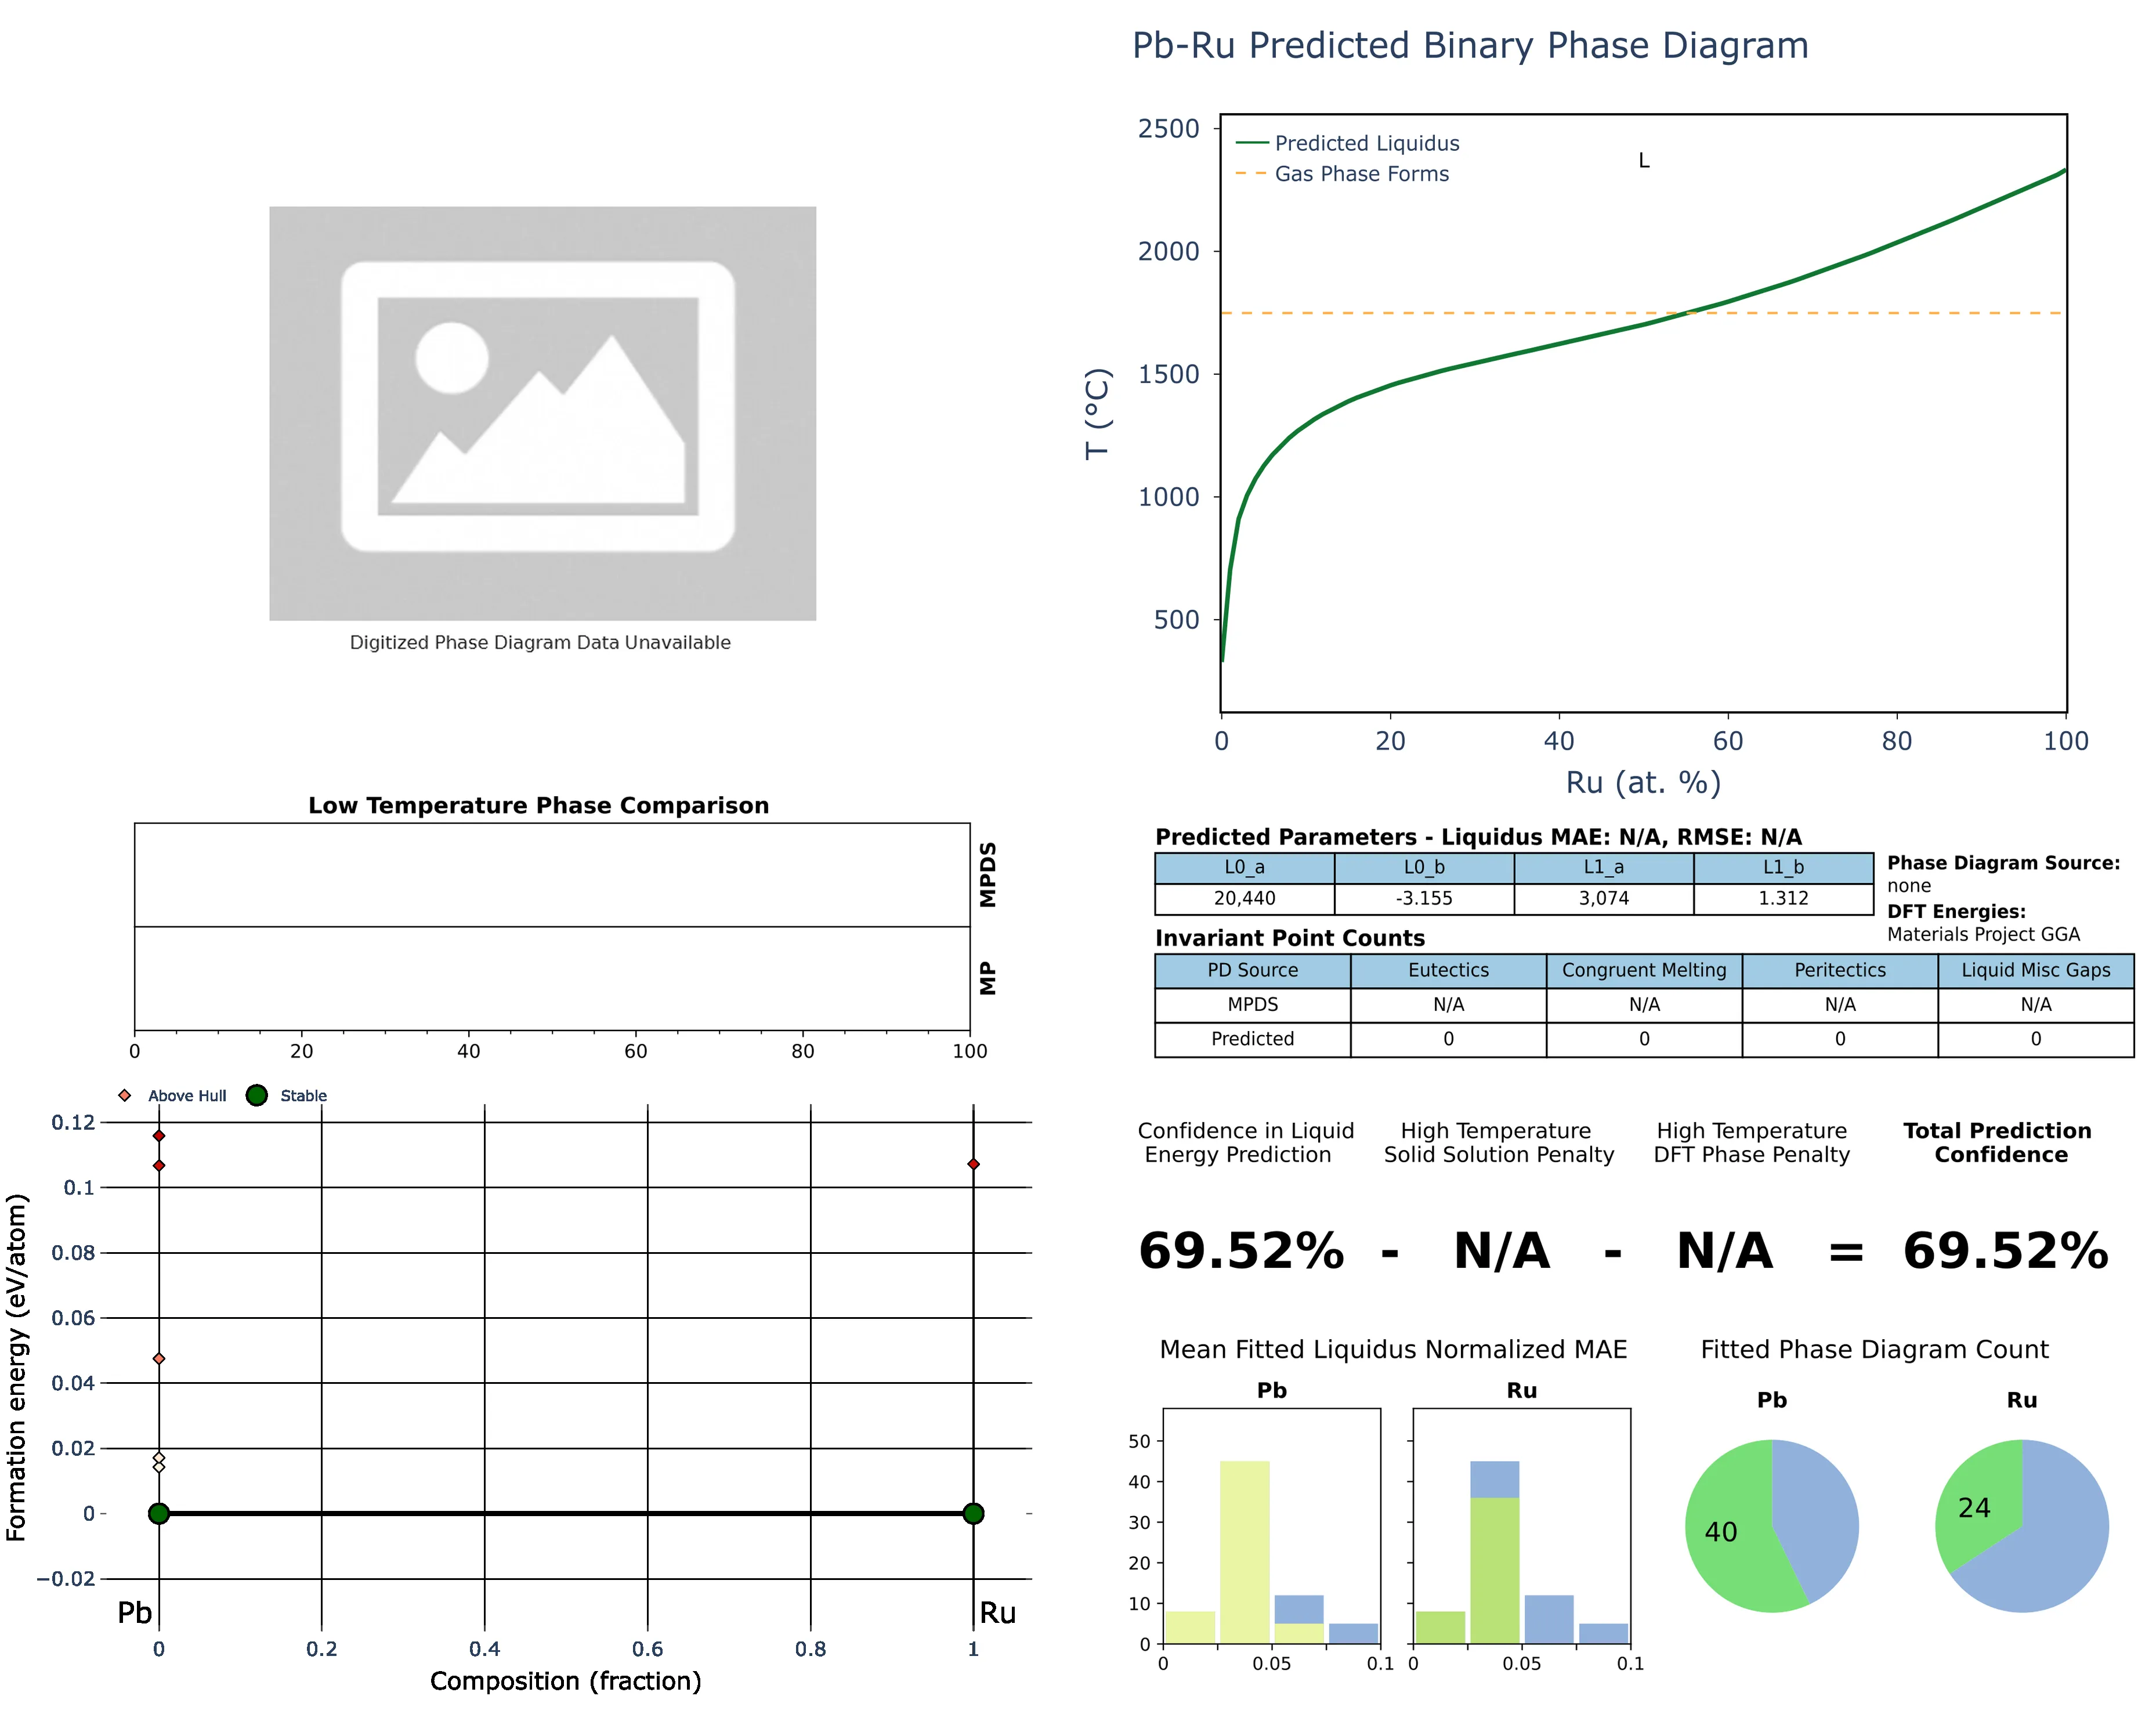 Pb-Ru Predicted Binary Phase Diagram
Digitized Phase Diagram Data Unavailable
2500
2000
1500
1000
500
T (°C)
Predicted Liquidus
Gas Phase Forms
L
0 20 40 60 80 100
Ru (at. %)
Low Temperature Phase Comparison
MPDS
MP
0 20 40 60 80 100
Predicted Parameters - Liquidus MAE: N/A, RMSE: N/A
L0_a L0_b L1_a L1_b
20,440 -3.155 3,074 1.312
Phase Diagram Source:
none
DFT Energies:
Materials Project GGA
Invariant Point Counts
PD Source Eutectics Congruent Melting Peritectics Liquid Misc Gaps
MPDS N/A N/A N/A N/A
Predicted 0 0 0 0
Above Hull Stable
0.12
0.1
0.08
0.06
0.04
0.02
0
−0.02
Formation energy (eV/atom)
Pb Ru
0 0.2 0.4 0.6 0.8 1
Composition (fraction)
Confidence in Liquid
Energy Prediction
High Temperature
Solid Solution Penalty
High Temperature
DFT Phase Penalty
Total Prediction
Confidence
69.52% - N/A - N/A = 69.52%
Mean Fitted Liquidus Normalized MAE
Pb Ru
50
40
30
20
10
0
0 0.05 0.1 0 0.05 0.1
Fitted Phase Diagram Count
Pb Ru
40 24